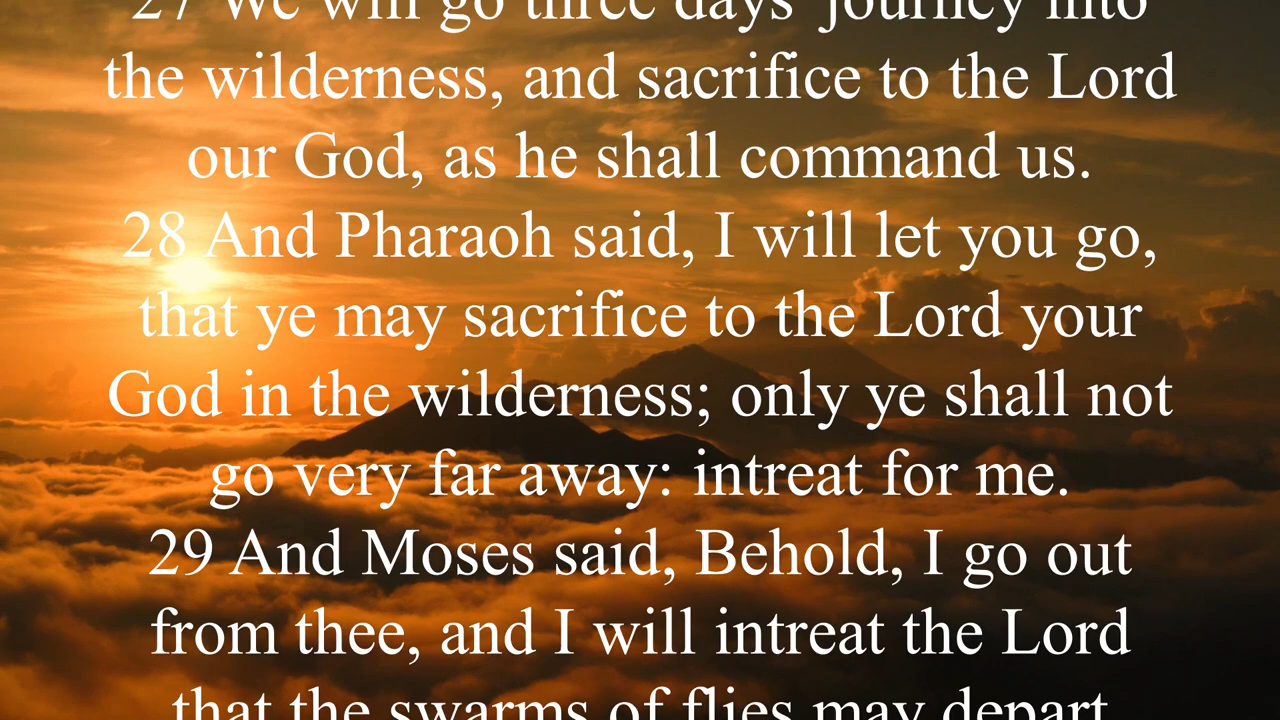 27 We will go three days' journey into
the wilderness, and sacrifice to the Lord
our God, as he shall command us.
28 And Pharaoh said, I will let you go,
that ye may sacrifice to the Lord your
God in the wilderness; only ye shall not
go very far away: intreat for me.
29 And Moses said, Behold, I go out
from thee, and I will intreat the Lord
that the swarms of flies may depart